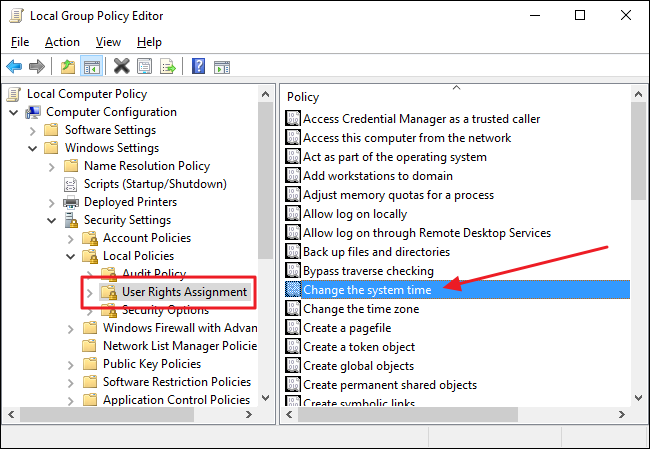 Local Group Policy Editor
File Action View Help
Local Computer Policy
Computer Configuration
Software Settings
Windows Settings
Name Resolution Policy
Scripts (Startup/Shutdown)
Deployed Printers
Security Settings
Account Policies
Local Policies
Audit Policy
User Rights Assignment
Security Options
Windows Firewall with Advan
Network List Manager Policie
Public Key Policies
Software Restriction Policies
Application Control Policies
Policy
Access Credential Manager as a trusted caller
Access this computer from the network
Act as part of the operating system
Add workstations to domain
Adjust memory quotas for a process
Allow log on locally
Allow log on through Remote Desktop Services
Back up files and directories
Bypass traverse checking
Change the system time
Change the time zone
Create a pagefile
Create a token object
Create global objects
Create permanent shared objects
Create symbolic links